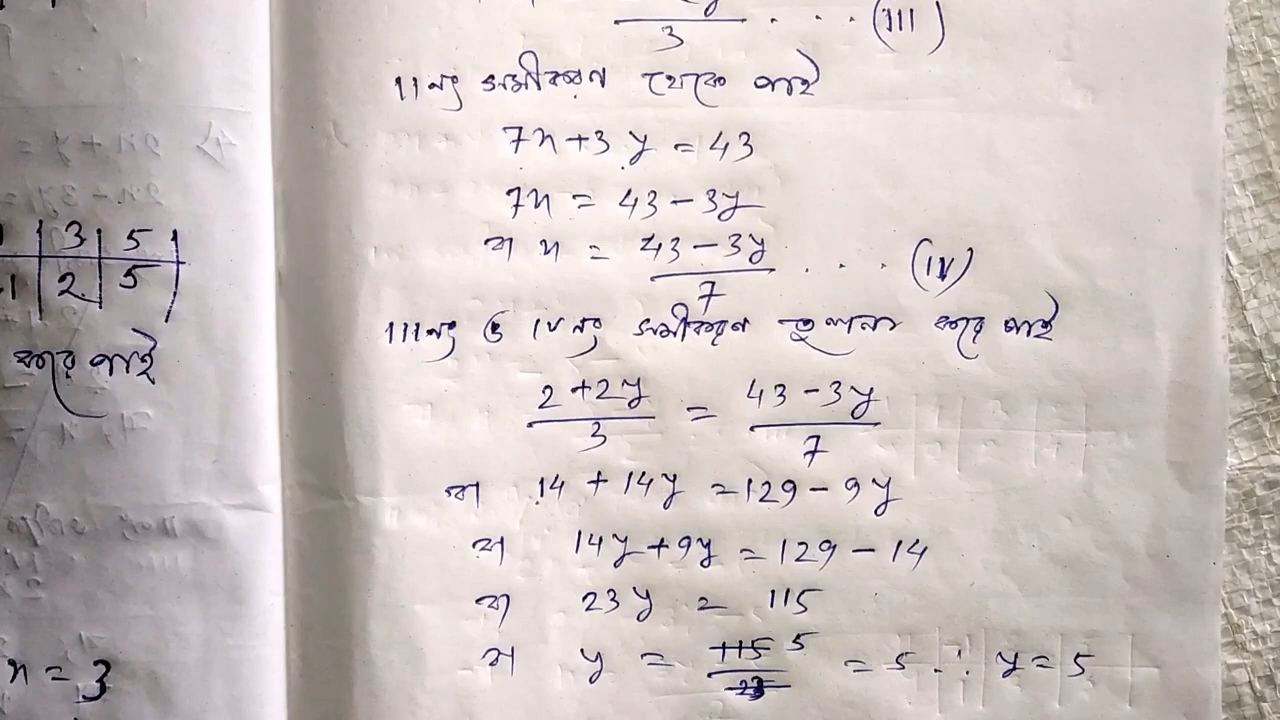 3 . . . (III)
II নং সমীকরণ থেকে পাই
7x + 3y = 43
7x = 43 - 3y
বা x = 43 - 3y / 7 . . . (IV)
III নং ও IV নং সমীকরণ তুলনা করে পাই
2 + 2y / 3 = 43 - 3y / 7
বা 14 + 14y = 129 - 9y
বা 14y + 9y = 129 - 14
বা 23y = 115
বা y = 115 5 / 23 = 5 ∴ y = 5
3 | 5
2 | 5
করে পাই
x = 3